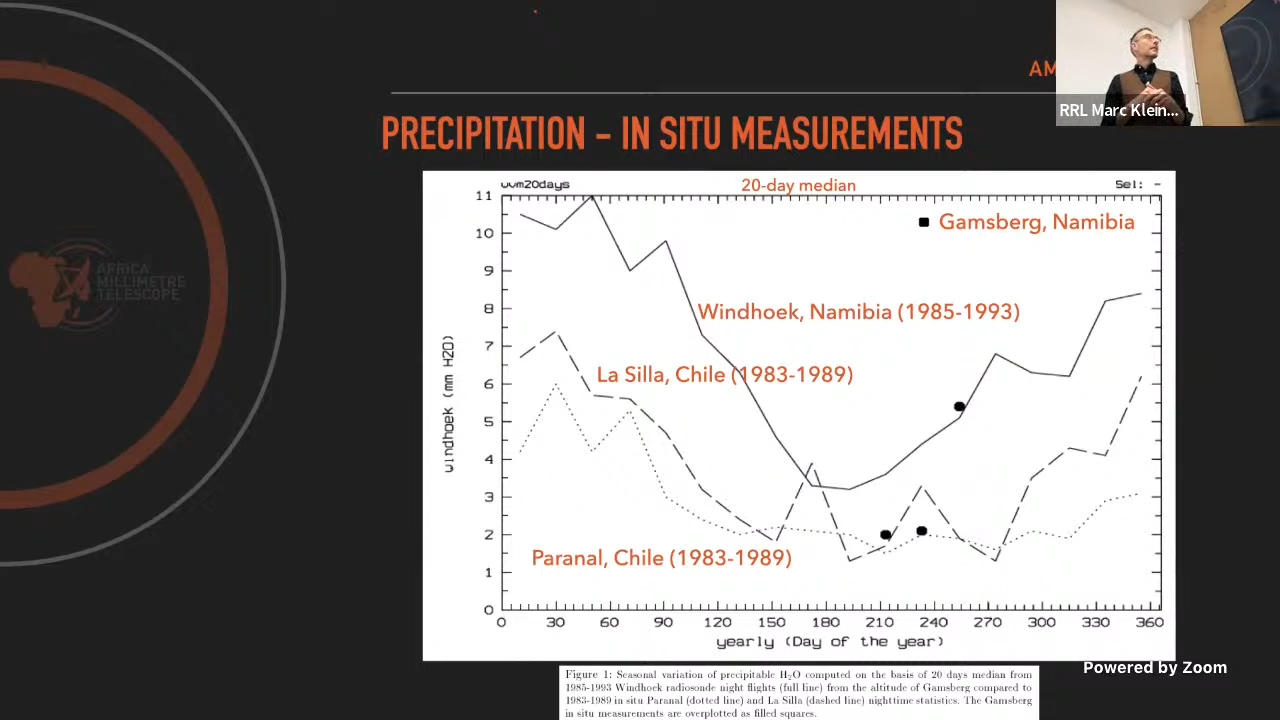 AM
RRL Marc Klein...
PRECIPITATION - IN SITU MEASUREMENTS
AFRICA
MILLIMETRE
TELESCOPE
20-day median
Sel: -
Gamsberg, Namibia
Windhoek, Namibia (1985-1993)
La Silla, Chile (1983-1989)
Paranal, Chile (1983-1989)
windhoek (mm H2O)
11
10
9
8
7
6
5
4
3
2
1
0
0 30 60 90 120 150 180 210 240 270 300 330 360
yearly (Day of the year)
Powered by Zoom
Figure 1: Seasonal variation of precipitable H₂O computed on the basis of 20 days median from
1985-1993 Windhoek radiosonde night flights (full line) from the altitude of Gamsberg compared to
1983-1989 in situ Paranal (dotted line) and La Silla (dashed line) nighttime statistics. The Gamsberg
in situ measurements are overplotted as filled squares.